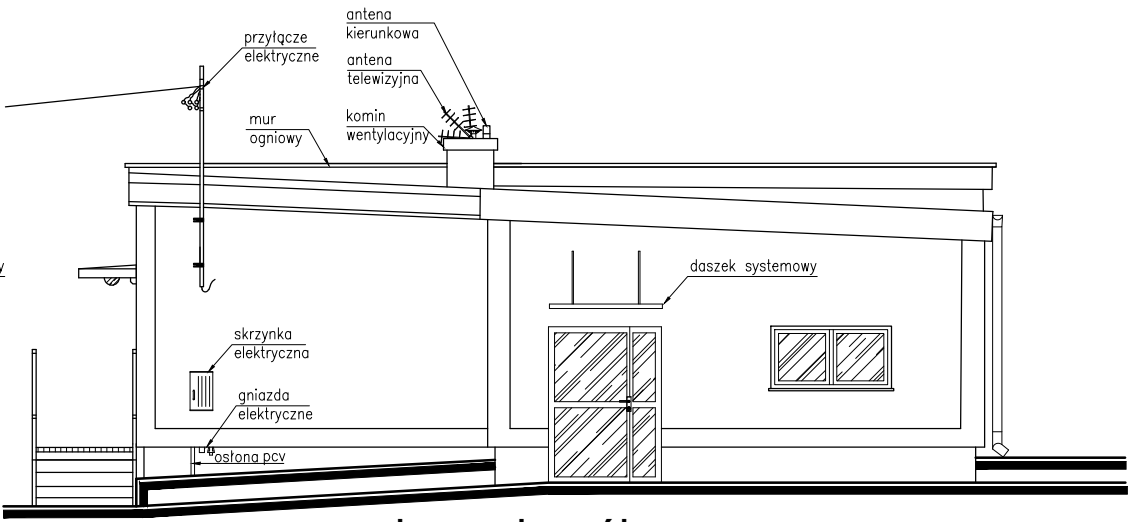 antena
kierunkowa
przyłącze
elektryczne
antena
telewizyjna
mur
ogniowy
komin
wentylacyjny
daszek systemowy
skrzynka
elektryczna
gniazda
elektryczne
osłona pcv